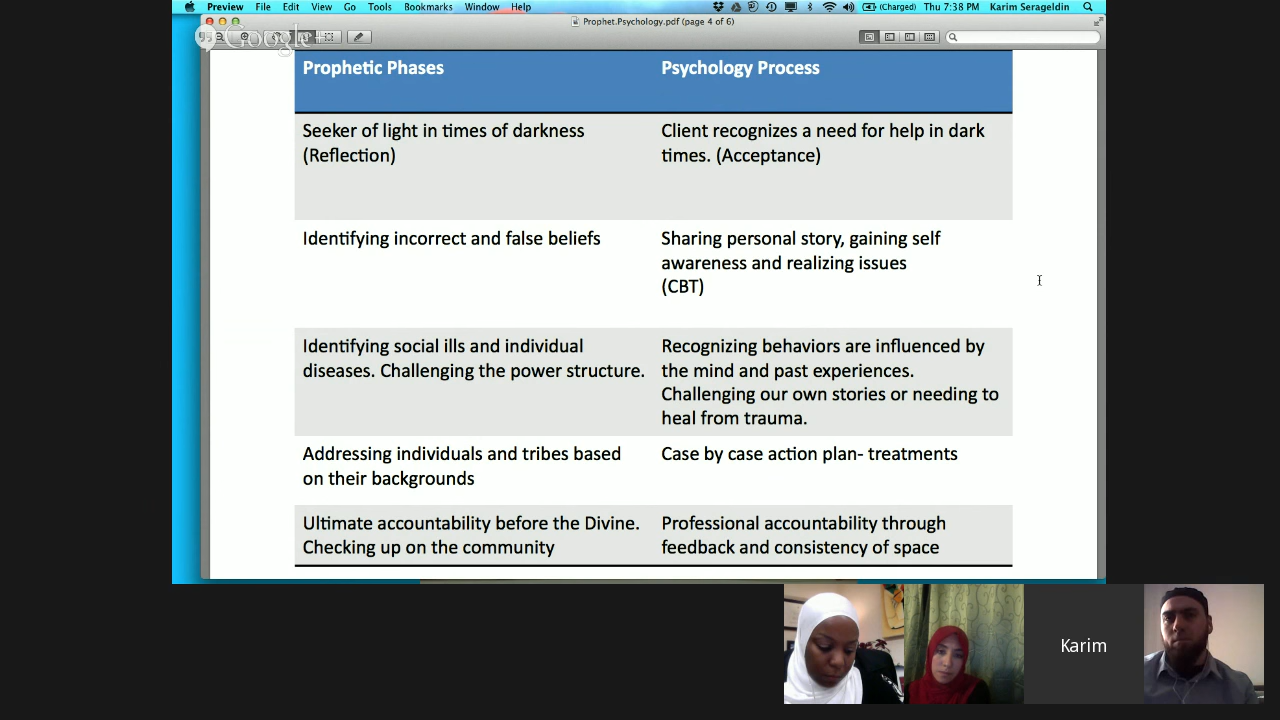 Preview File Edit View Go Tools Bookmarks Window Help (Charged) Thu 7:38 PM Karim Serageldin
Prophet.Psychology.pdf (page 4 of 6)
Google+
Prophetic Phases Psychology Process
Seeker of light in times of darkness
(Reflection)
Client recognizes a need for help in dark
times. (Acceptance)
Identifying incorrect and false beliefs
Sharing personal story, gaining self
awareness and realizing issues
(CBT)
Identifying social ills and individual
diseases. Challenging the power structure.
Recognizing behaviors are influenced by
the mind and past experiences.
Challenging our own stories or needing to
heal from trauma.
Addressing individuals and tribes based
on their backgrounds
Case by case action plan- treatments
Ultimate accountability before the Divine.
Checking up on the community
Professional accountability through
feedback and consistency of space
Karim